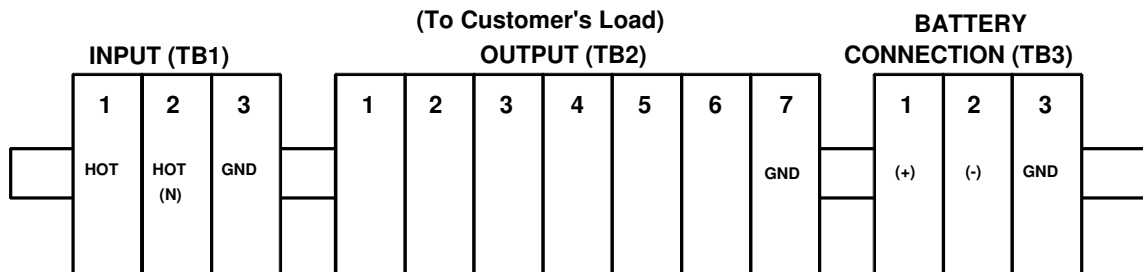 (To Customer's Load)
INPUT (TB1)
OUTPUT (TB2)
BATTERY
CONNECTION (TB3)
1 2 3 1 2 3 4 5 6 7 1 2 3
HOT HOT GND GND (+) (-) GND
(N)